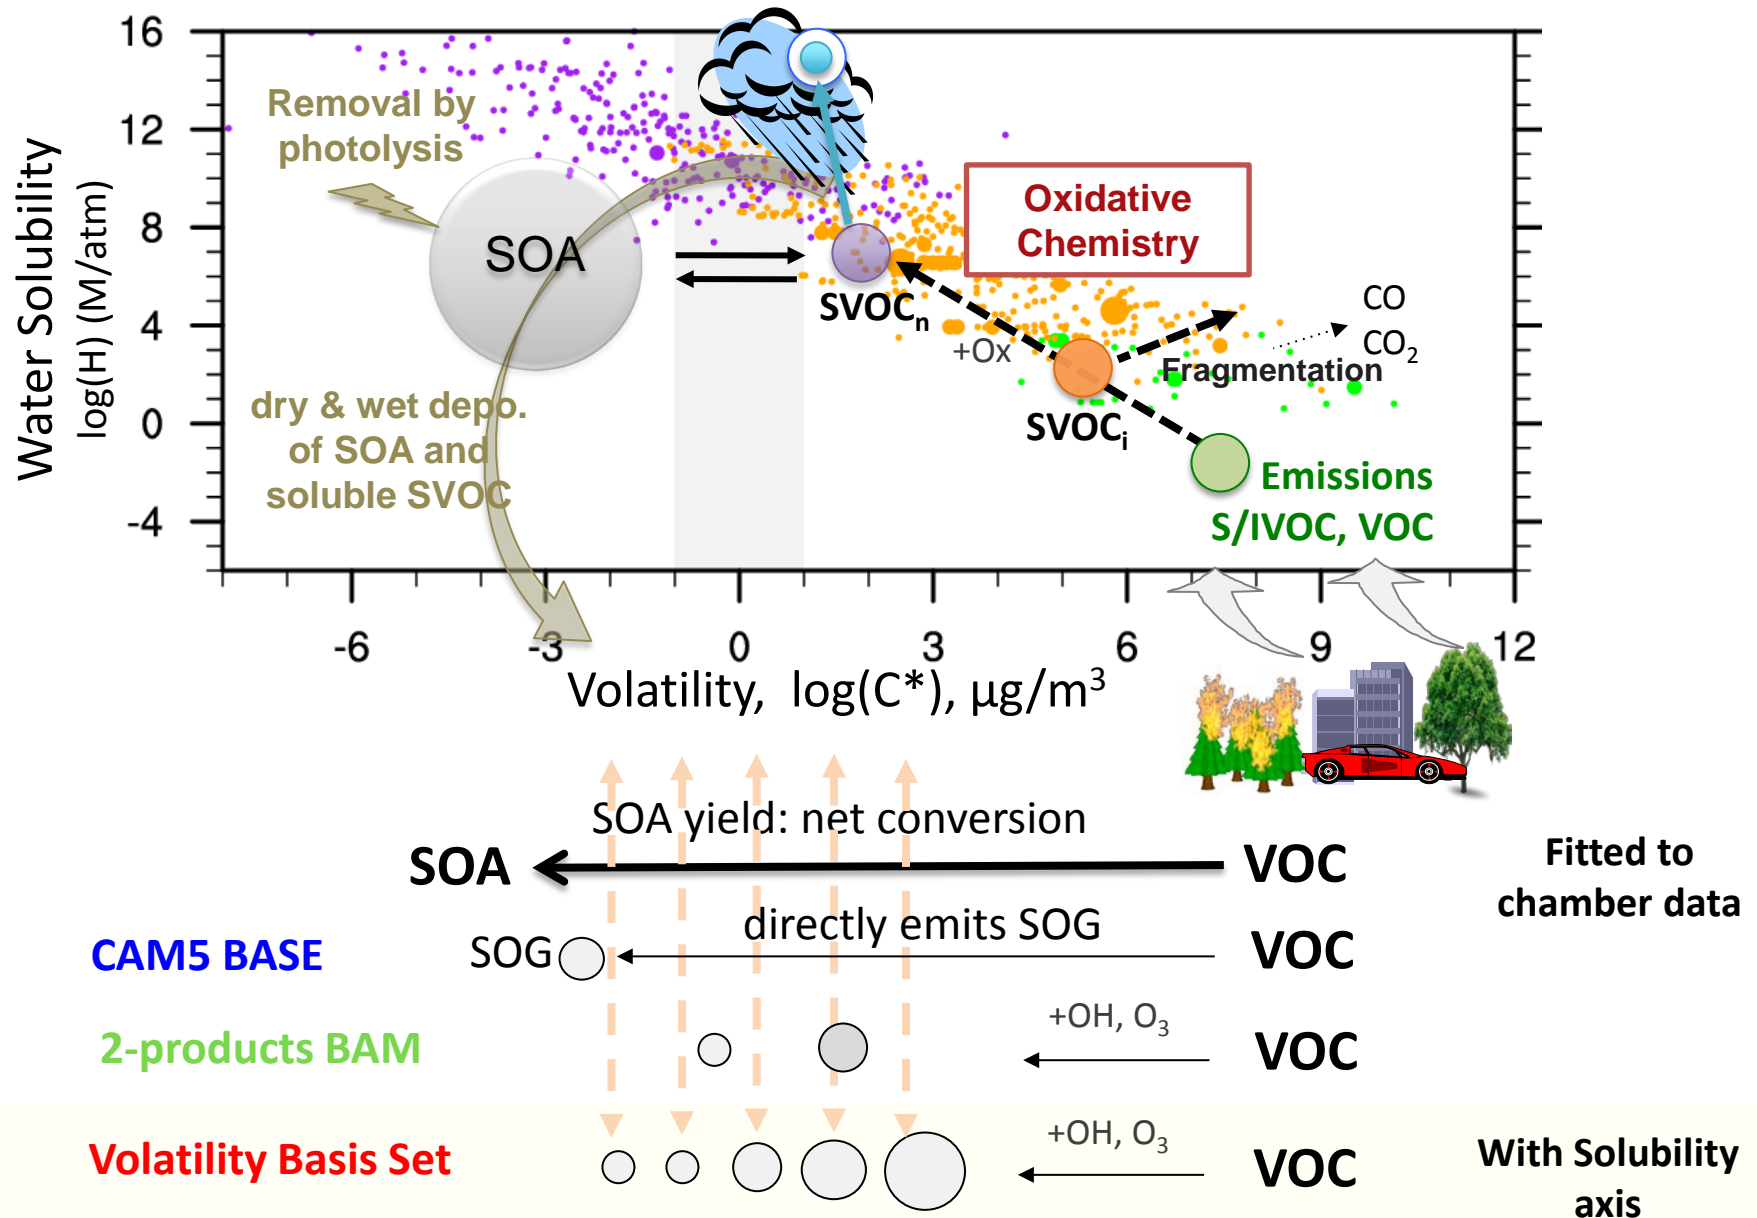 16
12
8
4
0
-4
Water Solubility
log(H) (M/atm)
Removal by
photolysis
SOA
dry & wet depo.
of SOA and
soluble SVOC
Oxidative
Chemistry
SVOCn
+Ox
SVOCi
Fragmentation
CO
CO2
Emissions
S/IVOC, VOC
-6
-3
0
3
6
9
12
Volatility, log(C*), µg/m3
SOA yield: net conversion
SOA
VOC
Fitted to
chamber data
CAM5 BASE
SOG
directly emits SOG
VOC
2-products BAM
+OH, O3
VOC
Volatility Basis Set
+OH, O3
VOC
With Solubility
axis